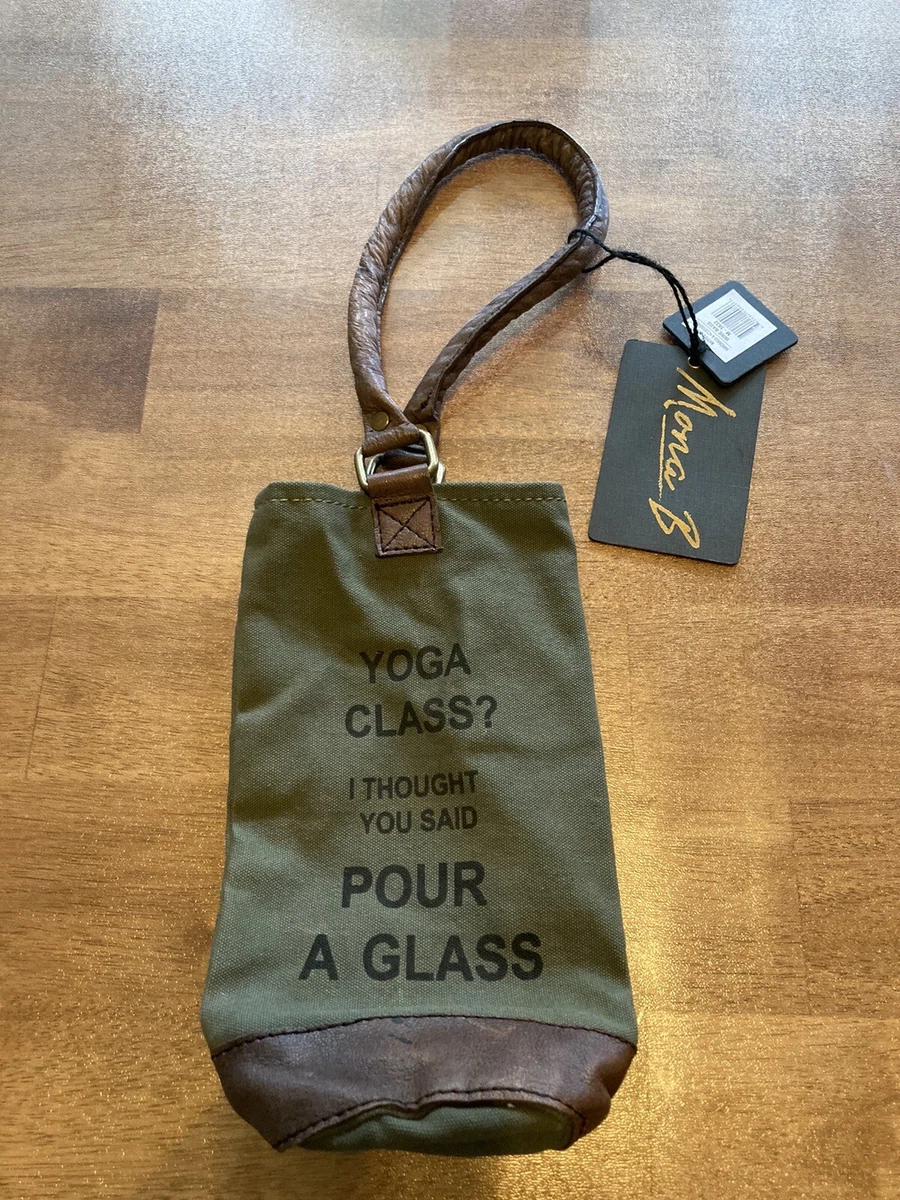 Mona B
YOGA
CLASS?
I THOUGHT
YOU SAID
POUR
A GLASS